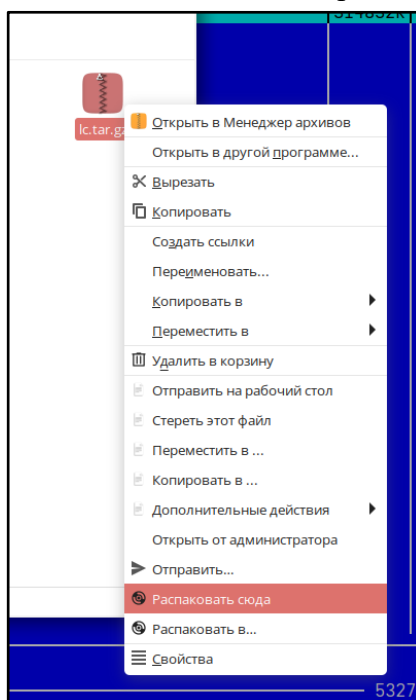 lc.tar.g
Открыть в Менеджер архивов
Открыть в другой программе...
Вырезать
Копировать
Создать ссылки
Переименовать...
Копировать в
Переместить в
Удалить в корзину
Отправить на рабочий стол
Стереть этот файл
Переместить в ...
Копировать в ...
Дополнительные действия
Открыть от администратора
Отправить...
Распаковать сюда
Распаковать в...
Свойства
5327